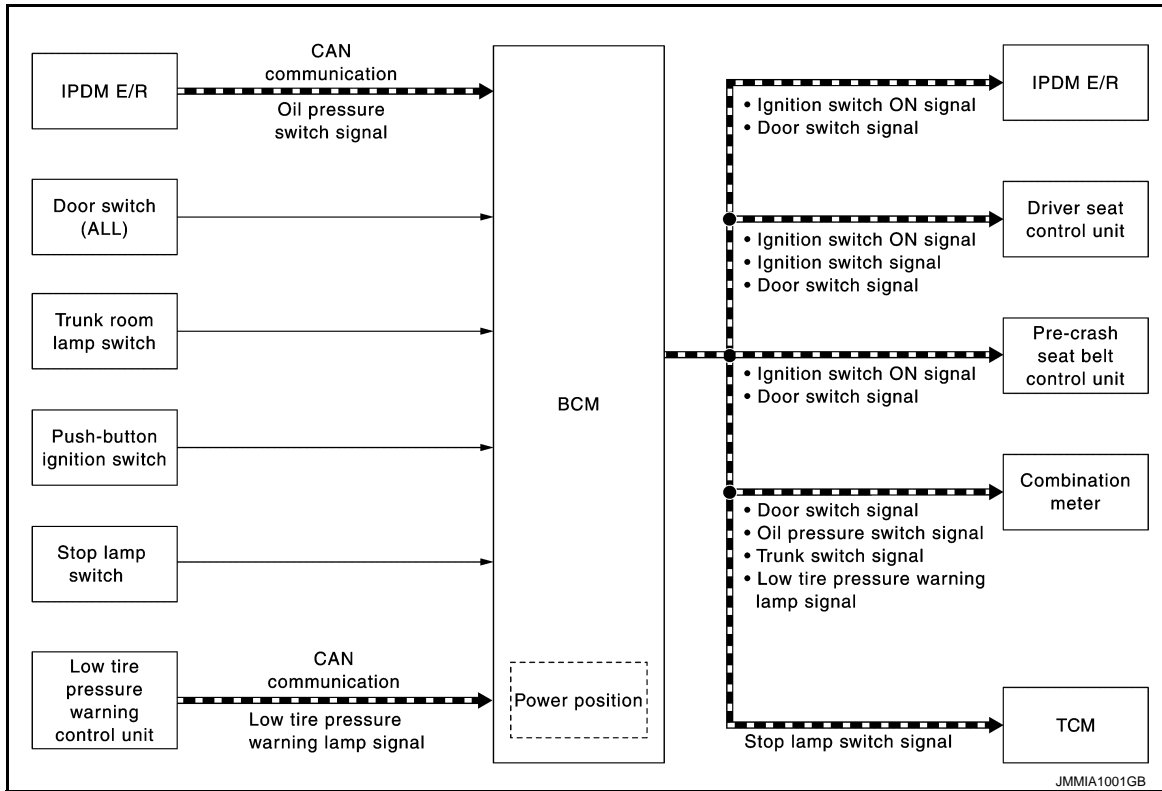 IPDM E/R
CAN
communication
Oil pressure
switch signal
Door switch
(ALL)
Trunk room
lamp switch
Push-button
ignition switch
Stop lamp
switch
Low tire
pressure
warning
control unit
CAN
communication
Low tire pressure
warning lamp signal
BCM
Power position
• Ignition switch ON signal
• Door switch signal
IPDM E/R
• Ignition switch ON signal
• Ignition switch signal
• Door switch signal
Driver seat
control unit
• Ignition switch ON signal
• Door switch signal
Pre-crash
seat belt
control unit
• Door switch signal
• Oil pressure switch signal
• Trunk switch signal
• Low tire pressure warning
lamp signal
Combination
meter
Stop lamp switch signal
TCM
JMMIA1001GB